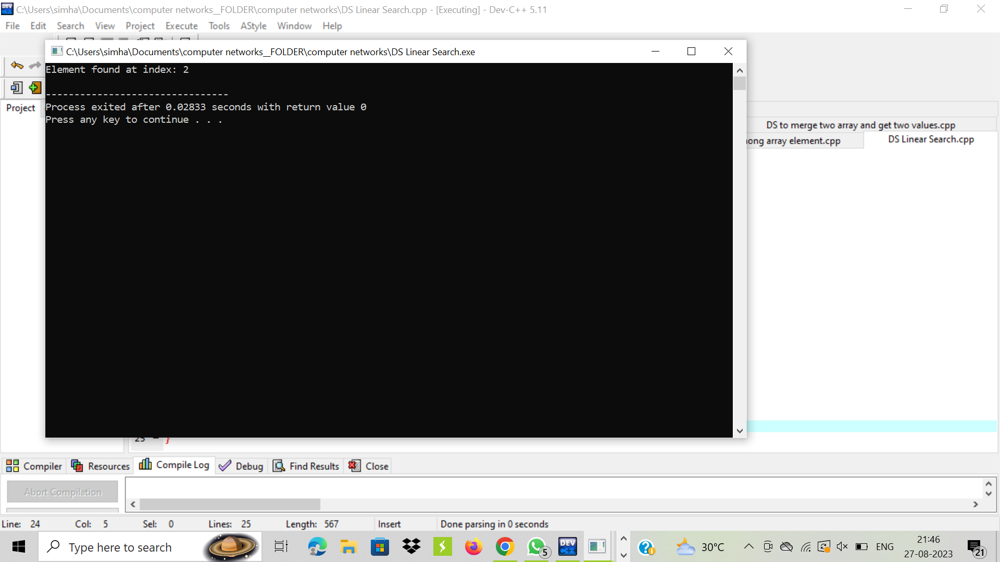 C:\Users\simha\Documents\computer networks__FOLDER\computer networks\DS Linear Search.cpp - [Executing] - Dev-C++ 5.11
File Edit Search View Project Execute Tools AStyle Window Help
C:\Users\simha\Documents\computer networks__FOLDER\computer networks\DS Linear Search.exe
Element found at index: 2
--------------------------------
Process exited after 0.02833 seconds with return value 0
Press any key to continue . . .
Project
DS to merge two array and get two values.cpp
ong array element.cpp DS Linear Search.cpp
25 }
Compiler Resources Compile Log Debug Find Results Close
Abort Compilation
Line: 24 Col: 5 Sel: 0 Lines: 25 Length: 567 Insert Done parsing in 0 seconds
Type here to search
DEV C++
5
30°C
ENG
21:46
27-08-2023
21